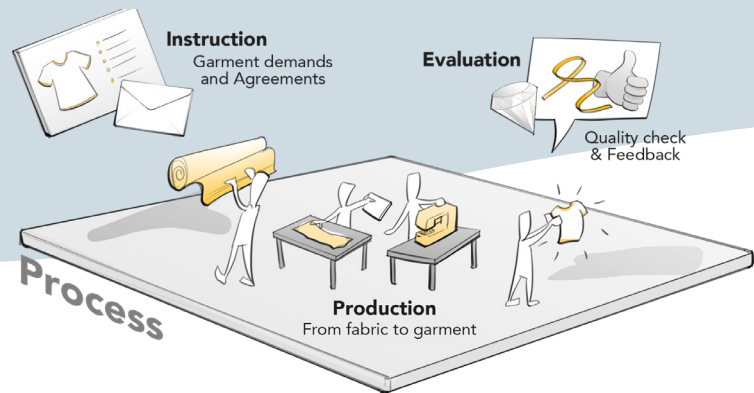 Instruction
Garment demands
and Agreements
Evaluation
Quality check
& Feedback
Process
Production
From fabric to garment